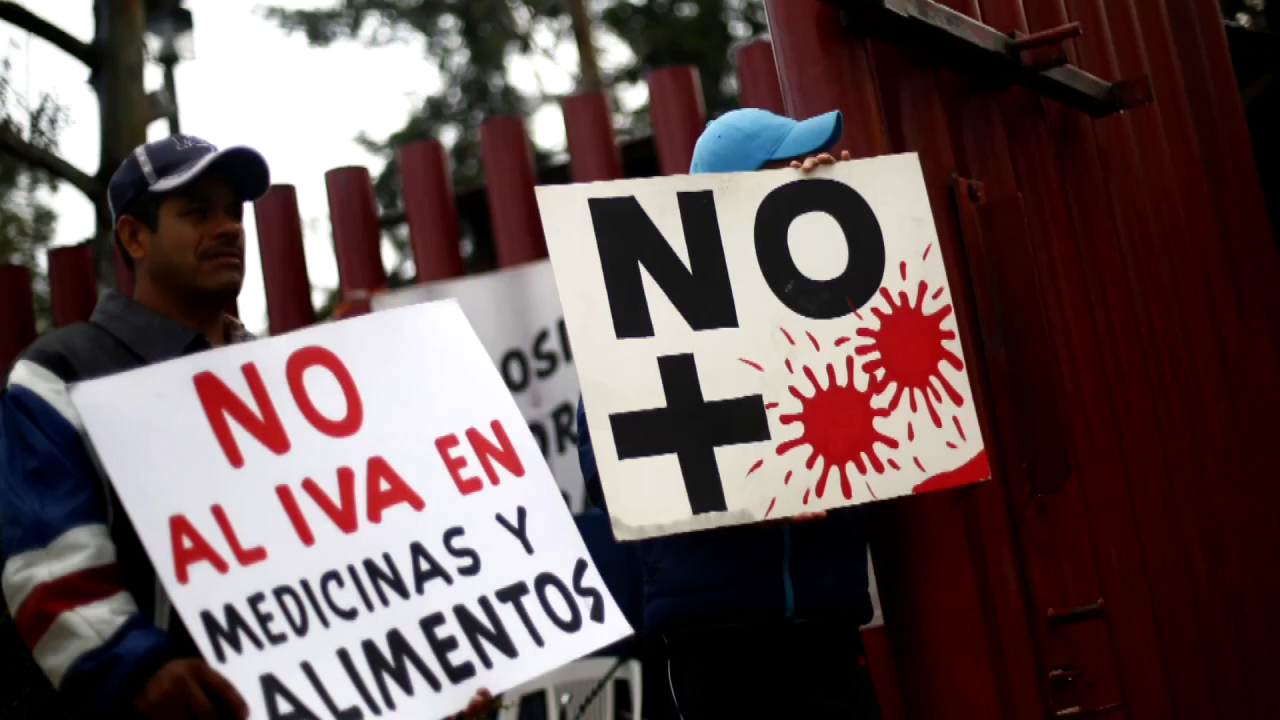 NO
AL IVA EN
MEDICINAS Y
ALIMENTOS
NO
+